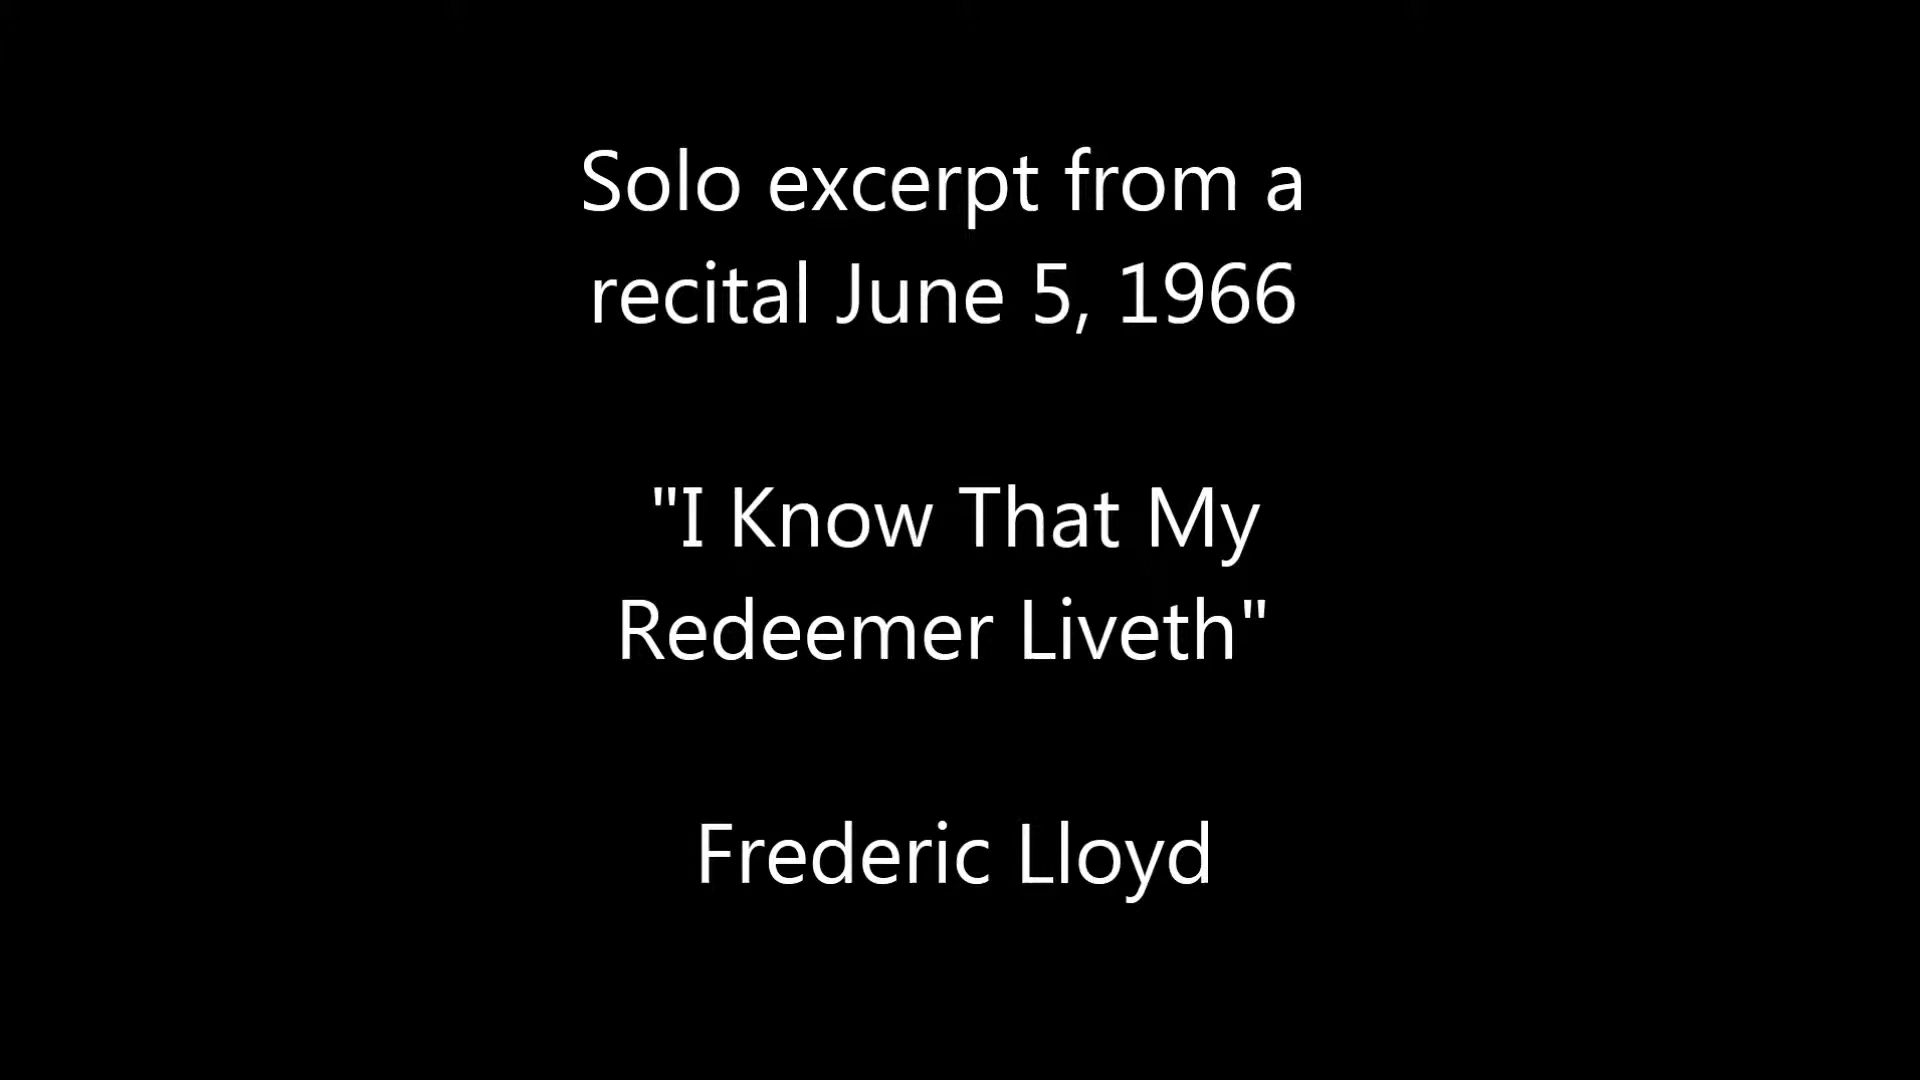 Solo excerpt from a
recital June 5, 1966
"I Know That My
Redeemer Liveth"
Frederic Lloyd